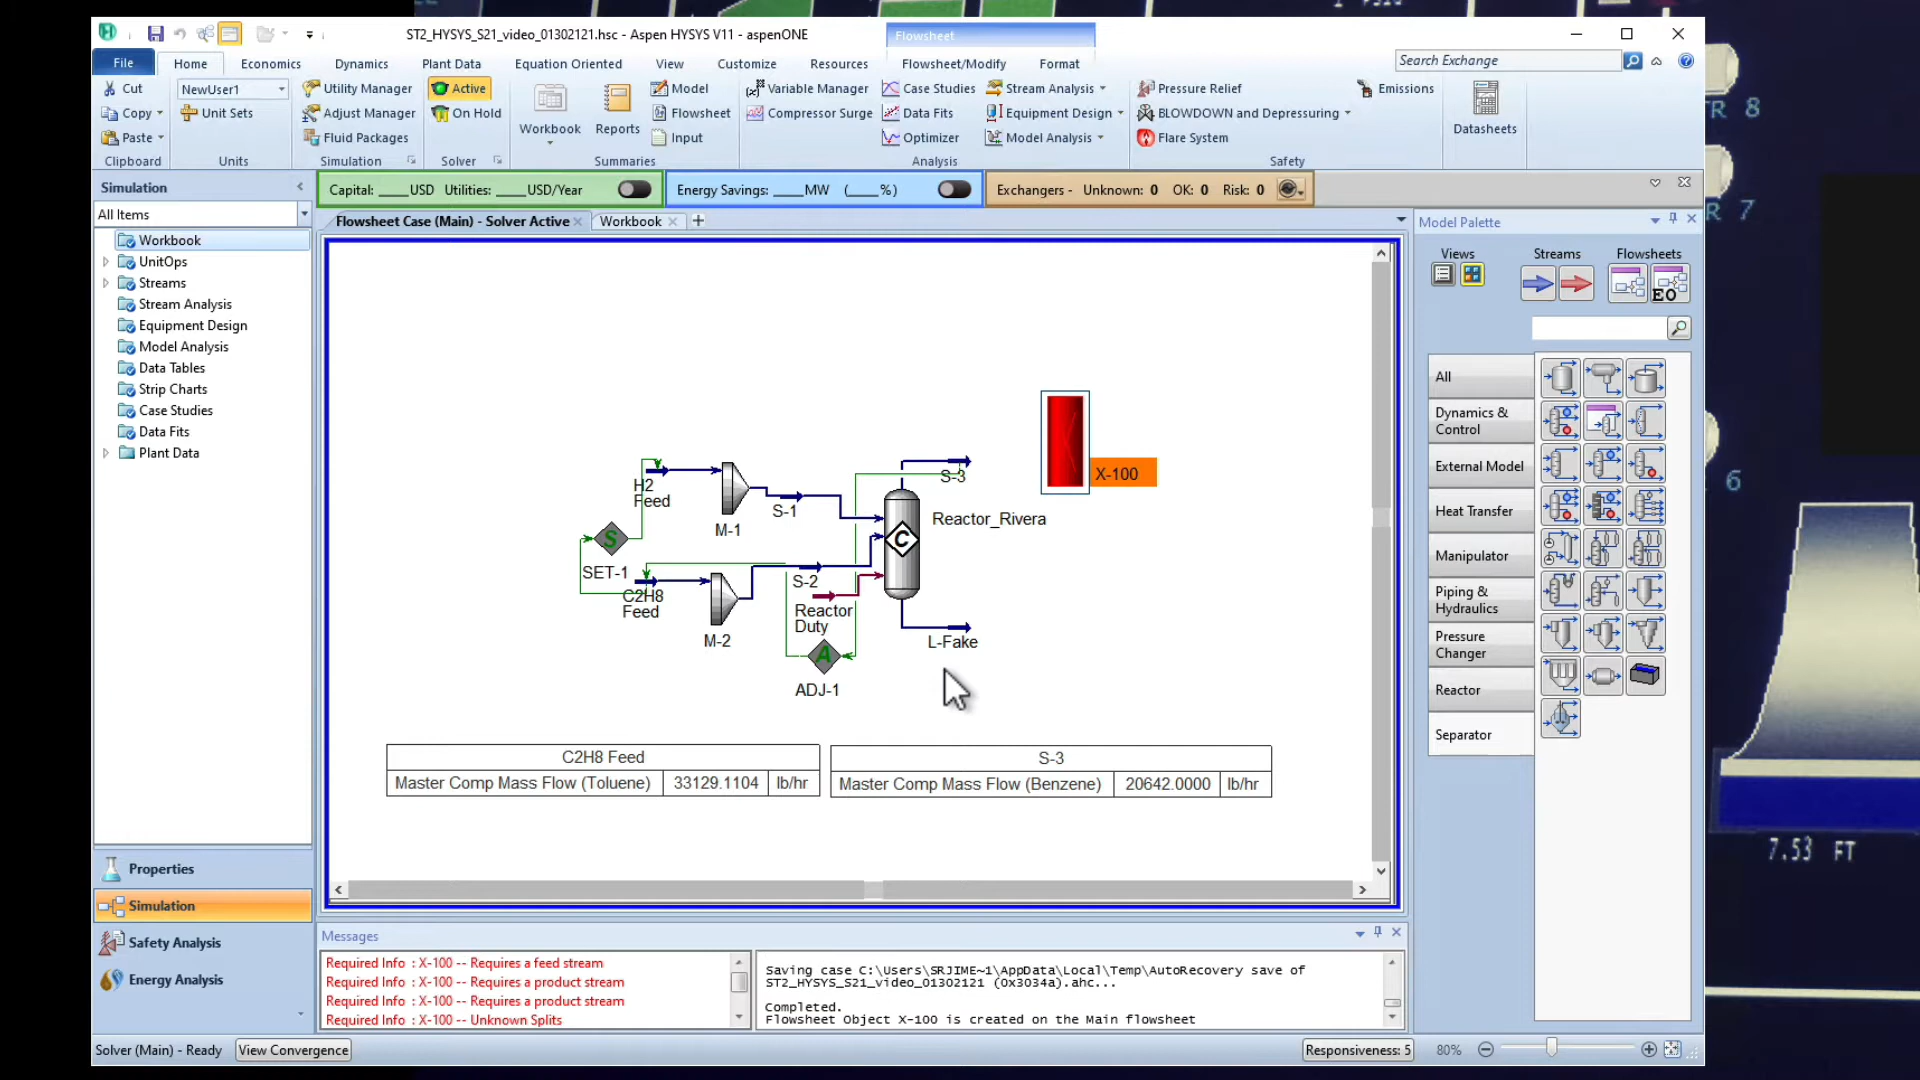 ST2_HYSYS_S21_video_01302121.hsc - Aspen HYSYS V11 - aspenONE
Flowsheet
File
Home
Economics
Dynamics
Plant Data
Equation Oriented
View
Customize
Resources
Flowsheet/Modify
Format
Search Exchange
Cut
Copy
Paste
Clipboard
NewUser1
Unit Sets
Units
Utility Manager
Adjust Manager
Fluid Packages
Simulation
Active
On Hold
Solver
Workbook
Reports
Model
Flowsheet
Input
Summaries
Variable Manager
Compressor Surge
Case Studies
Data Fits
Optimizer
Stream Analysis
Equipment Design
Model Analysis
Analysis
Pressure Relief
BLOWDOWN and Depressuring
Flare System
Safety
Emissions
Datasheets
TR 8
R 7
6
7.53 FT
Simulation
All Items
Workbook
UnitOps
Streams
Stream Analysis
Equipment Design
Model Analysis
Data Tables
Strip Charts
Case Studies
Data Fits
Plant Data
Properties
Simulation
Safety Analysis
Energy Analysis
Capital: ____USD Utilities: ____USD/Year
Energy Savings: ____MW (____%)
Exchangers - Unknown: 0 OK: 0 Risk: 0
Flowsheet Case (Main) - Solver Active
Workbook
X-100
S-3
H2
Feed
S-1
M-1
Reactor_Rivera
S
C
SET-1
S-2
C2H8
Feed
Reactor
Duty
M-2
L-Fake
A
ADJ-1
C2H8 Feed
Master Comp Mass Flow (Toluene) 33129.1104 lb/hr
S-3
Master Comp Mass Flow (Benzene) 20642.0000 lb/hr
Model Palette
Views
Streams
Flowsheets
EO
All
Dynamics &
Control
External Model
Heat Transfer
Manipulator
Piping &
Hydraulics
Pressure
Changer
Reactor
Separator
Messages
Required Info : X-100 -- Requires a feed stream
Required Info : X-100 -- Requires a product stream
Required Info : X-100 -- Requires a product stream
Required Info : X-100 -- Unknown Splits
Saving case C:\Users\SRJIME~1\AppData\Local\Temp\AutoRecovery save of
ST2_HYSYS_S21_video_01302121 (0X3034a).ahc...
Completed.
Flowsheet Object X-100 is created on the Main flowsheet
Solver (Main) - Ready
View Convergence
Responsiveness: 5
80%